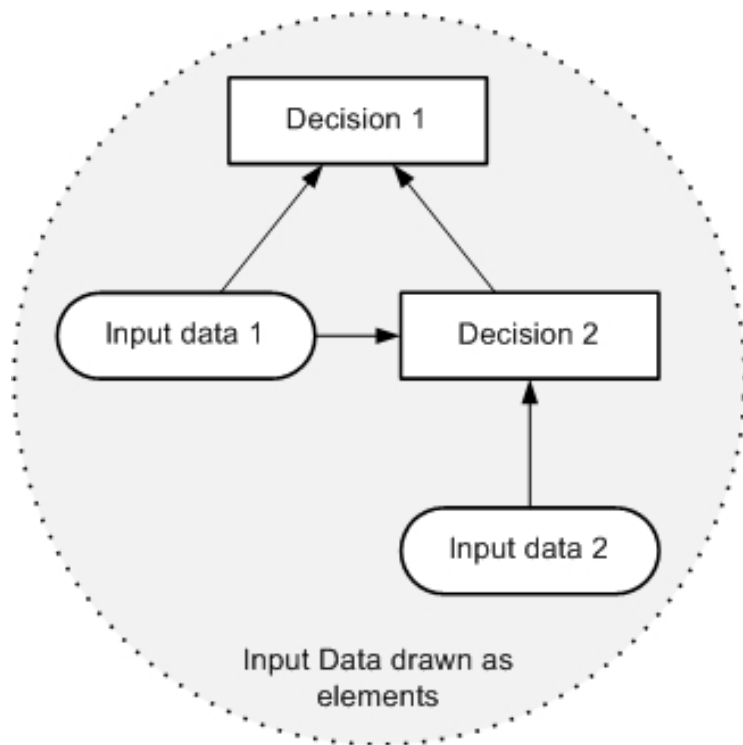 Decision 1
Input data 1
Decision 2
Input data 2
Input Data drawn as
elements